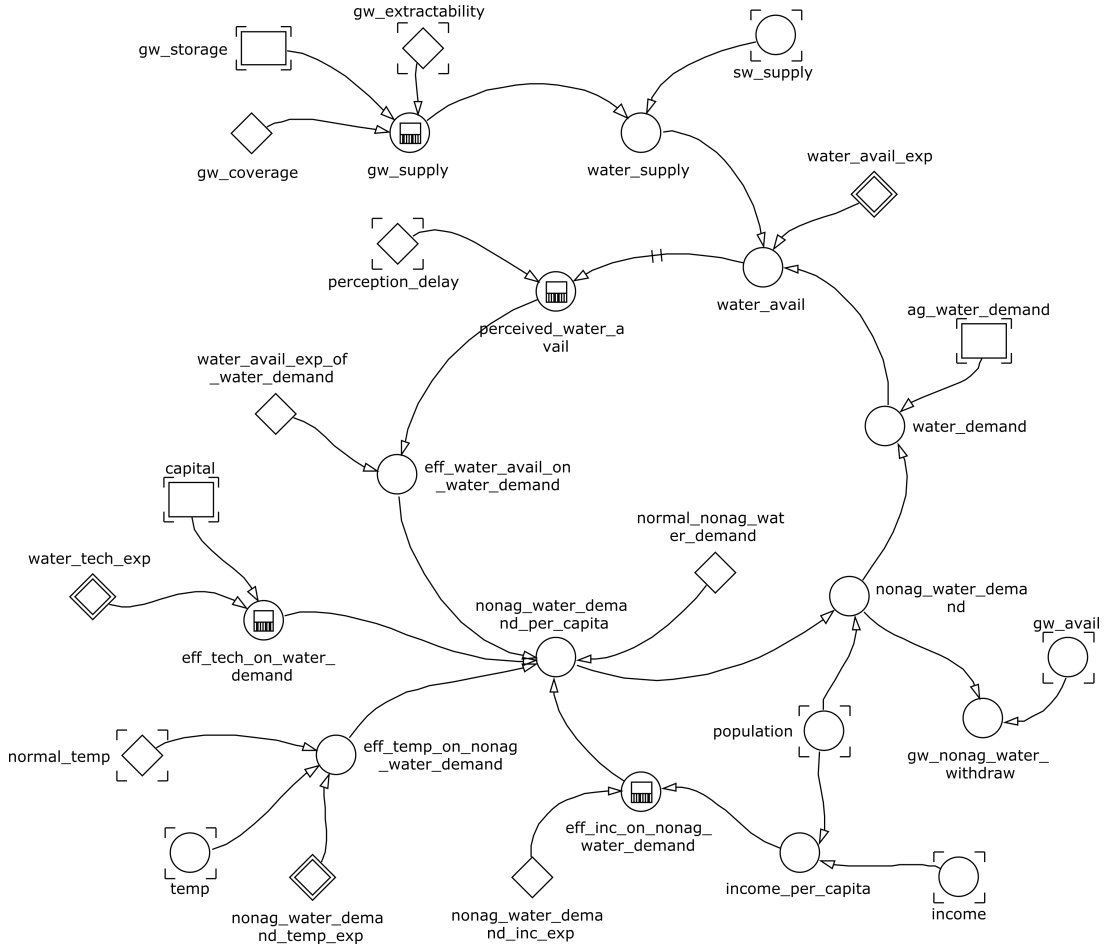 gw_extractability
gw_storage
sw_supply
gw_coverage
gw_supply
water_supply
water_avail_exp
perception_delay
water_avail
ag_water_demand
perceived_water_a
vail
water_avail_exp_of
_water_demand
water_demand
capital
eff_water_avail_on
_water_demand
normal_nonag_wat
er_demand
water_tech_exp
nonag_water_dema
nd_per_capita
nonag_water_dema
nd
gw_avail
eff_tech_on_water_
demand
population
normal_temp
eff_temp_on_nonag
_water_demand
gw_nonag_water_
withdraw
eff_inc_on_nonag_
water_demand
temp
income_per_capita
income
nonag_water_dema
nd_temp_exp
nonag_water_dema
nd_inc_exp